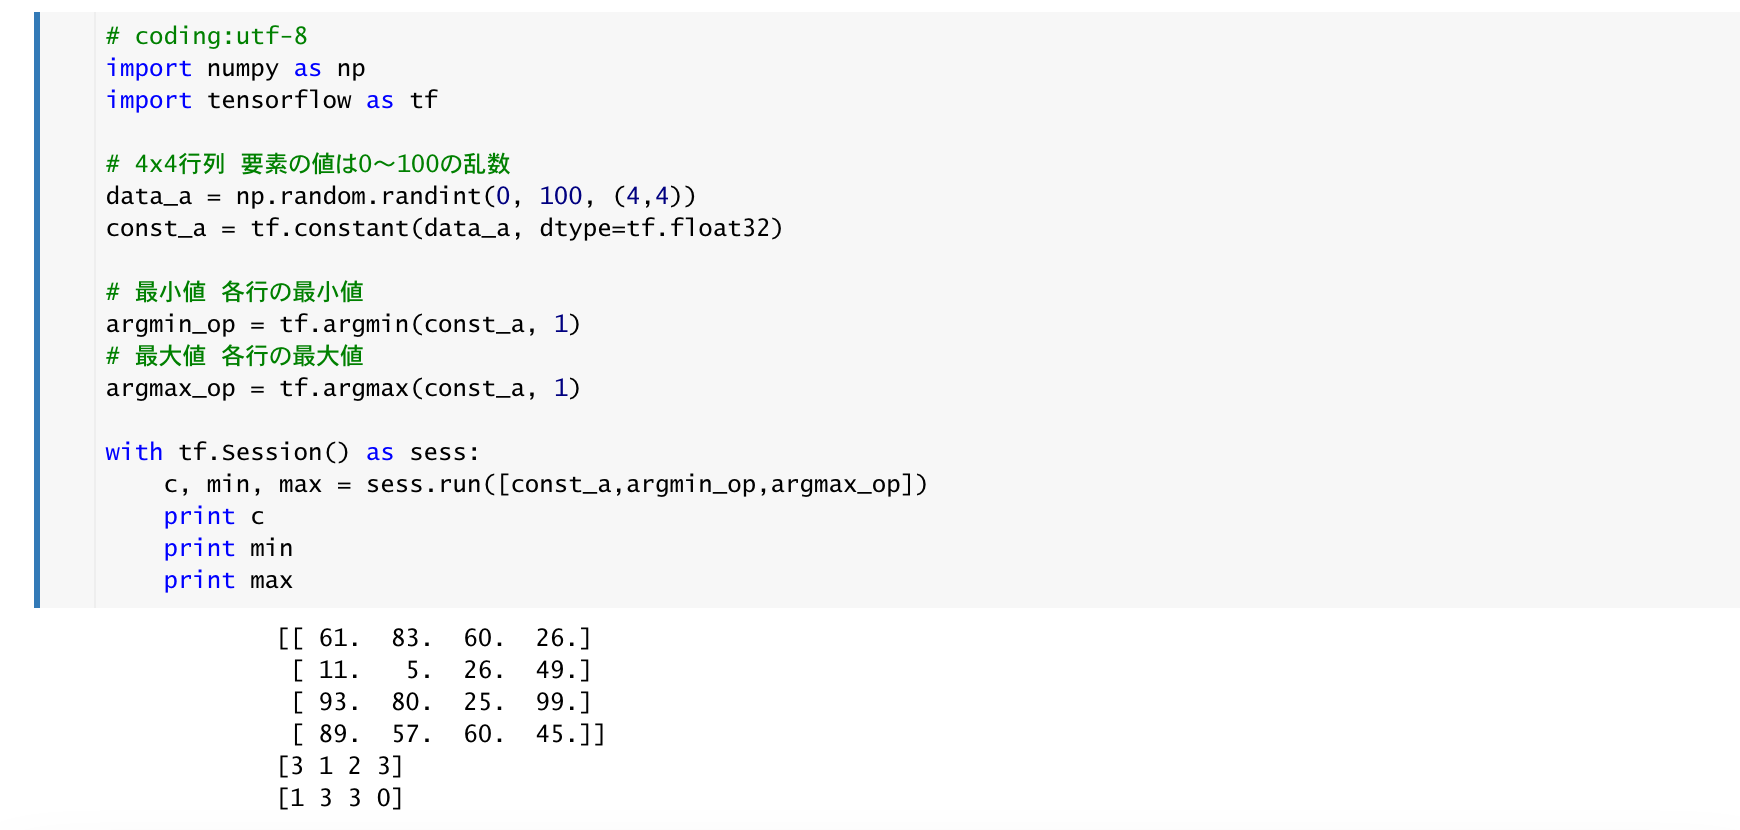 # coding:utf-8
import numpy as np
import tensorflow as tf
# 4x4行列 要素の値は0～100の乱数
data_a = np.random.randint(0, 100, (4,4))
const_a = tf.constant(data_a, dtype=tf.float32)
# 最小値 各行の最小値
argmin_op = tf.argmin(const_a, 1)
# 最大値 各行の最大値
argmax_op = tf.argmax(const_a, 1)
with tf.Session() as sess:
    c, min, max = sess.run([const_a,argmin_op,argmax_op])
    print c
    print min
    print max
[[ 61.  83.  60.  26.]
 [ 11.   5.  26.  49.]
 [ 93.  80.  25.  99.]
 [ 89.  57.  60.  45.]]
[3 1 2 3]
[1 3 3 0]